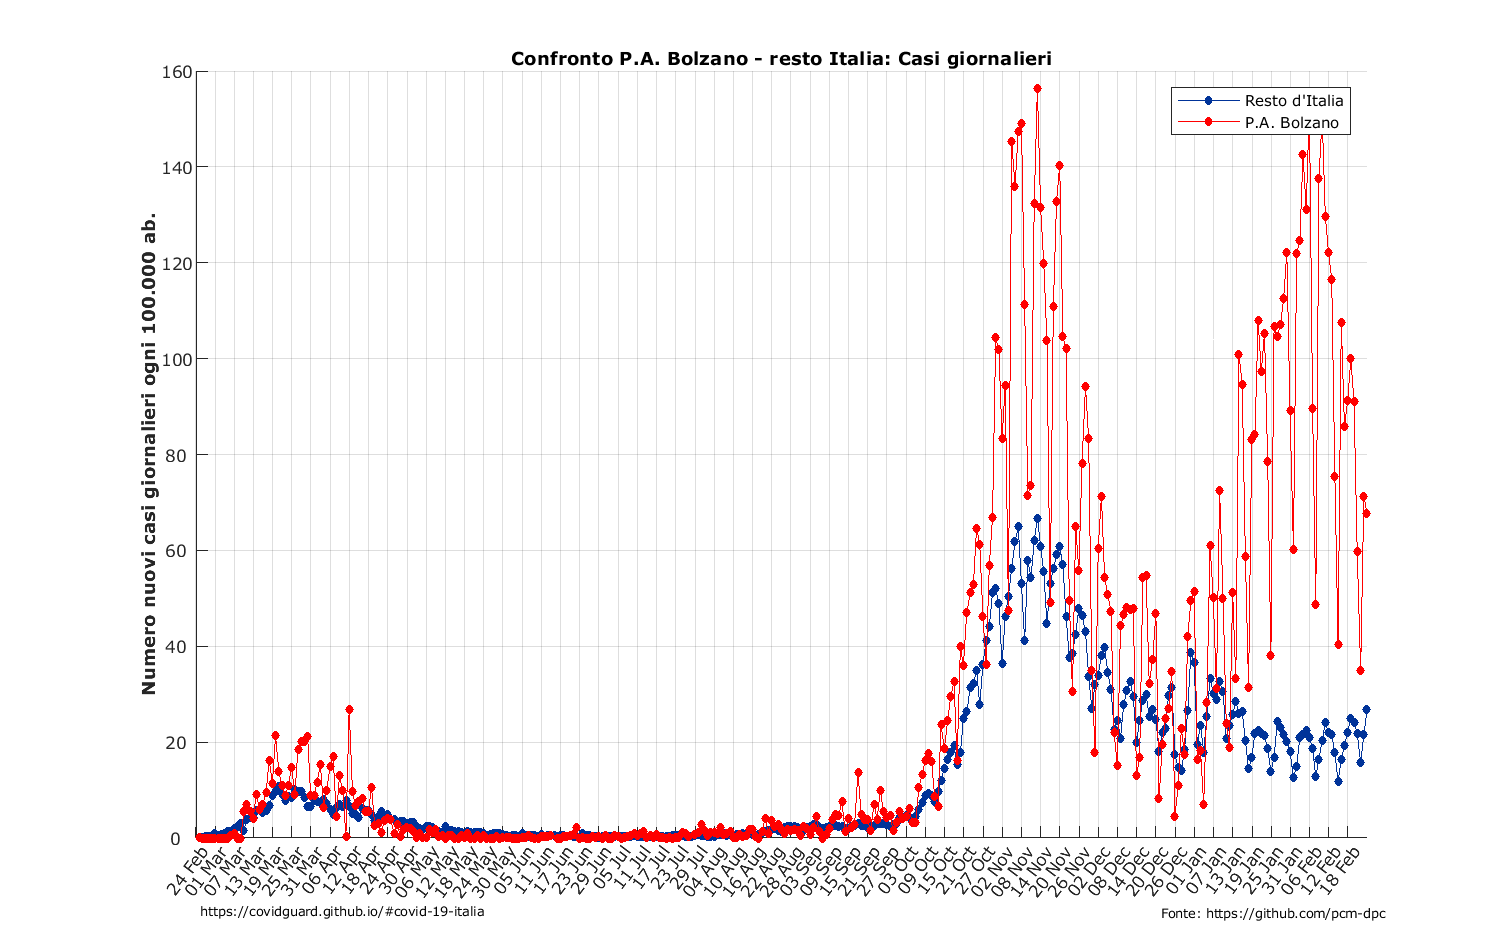 Confronto P.A. Bolzano - resto Italia: Casi giornalieri
Numero nuovi casi giornalieri ogni 100.000 ab.
160
140
120
100
80
60
40
20
0
Resto d'Italia
P.A. Bolzano
24 Feb
01 Mar
07 Mar
13 Mar
19 Mar
25 Mar
31 Mar
06 Apr
12 Apr
18 Apr
24 Apr
30 Apr
06 May
12 May
18 May
24 May
30 May
05 Jun
11 Jun
17 Jun
23 Jun
29 Jun
05 Jul
11 Jul
17 Jul
23 Jul
29 Jul
04 Aug
10 Aug
16 Aug
22 Aug
28 Aug
03 Sep
09 Sep
15 Sep
21 Sep
27 Sep
03 Oct
09 Oct
15 Oct
21 Oct
27 Oct
02 Nov
08 Nov
14 Nov
20 Nov
26 Nov
02 Dec
08 Dec
14 Dec
20 Dec
26 Dec
01 Jan
07 Jan
13 Jan
19 Jan
25 Jan
31 Jan
06 Feb
12 Feb
18 Feb
https://covidguard.github.io/#covid-19-italia
Fonte: https://github.com/pcm-dpc